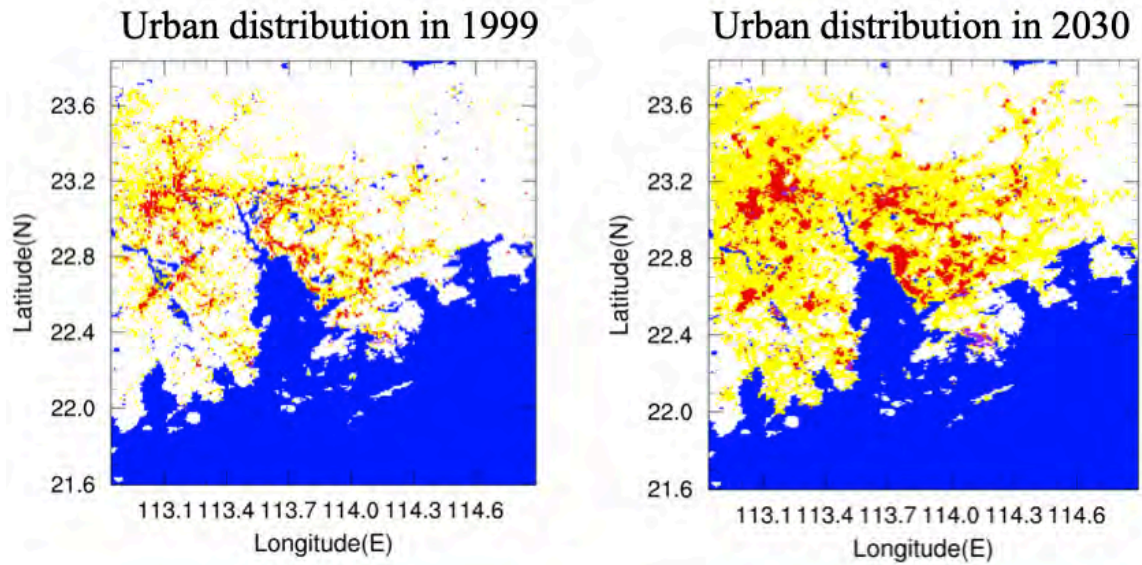 Urban distribution in 1999
Urban distribution in 2030
23.6
23.2
22.8
22.4
22.0
21.6
Latitude(N)
113.1 113.4 113.7 114.0 114.3 114.6
Longitude(E)
23.6
23.2
22.8
22.4
22.0
21.6
Latitude(N)
113.1 113.4 113.7 114.0 114.3 114.6
Longitude(E)